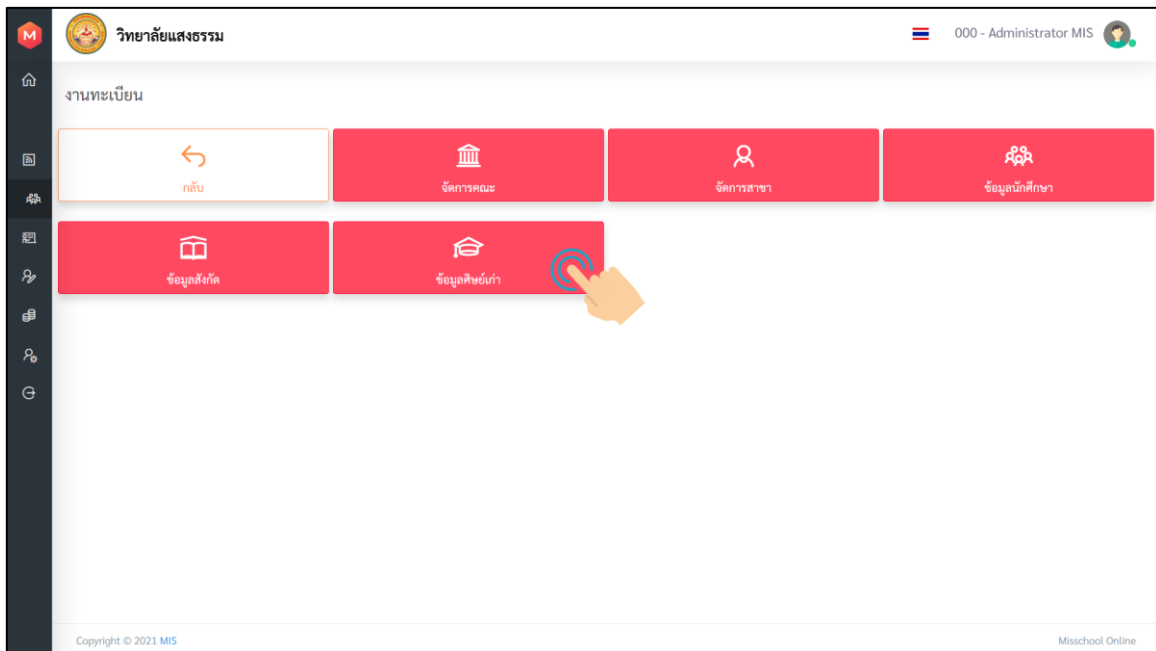 M
วิทยาลัยแสงธรรม
000 - Administrator MIS
งานทะเบียน
กลับ
จัดการคณะ
จัดการสาขา
ข้อมูลนักศึกษา
ข้อมูลสังกัด
ข้อมูลศิษย์เก่า
Copyright © 2021 MIS
Misschool Online